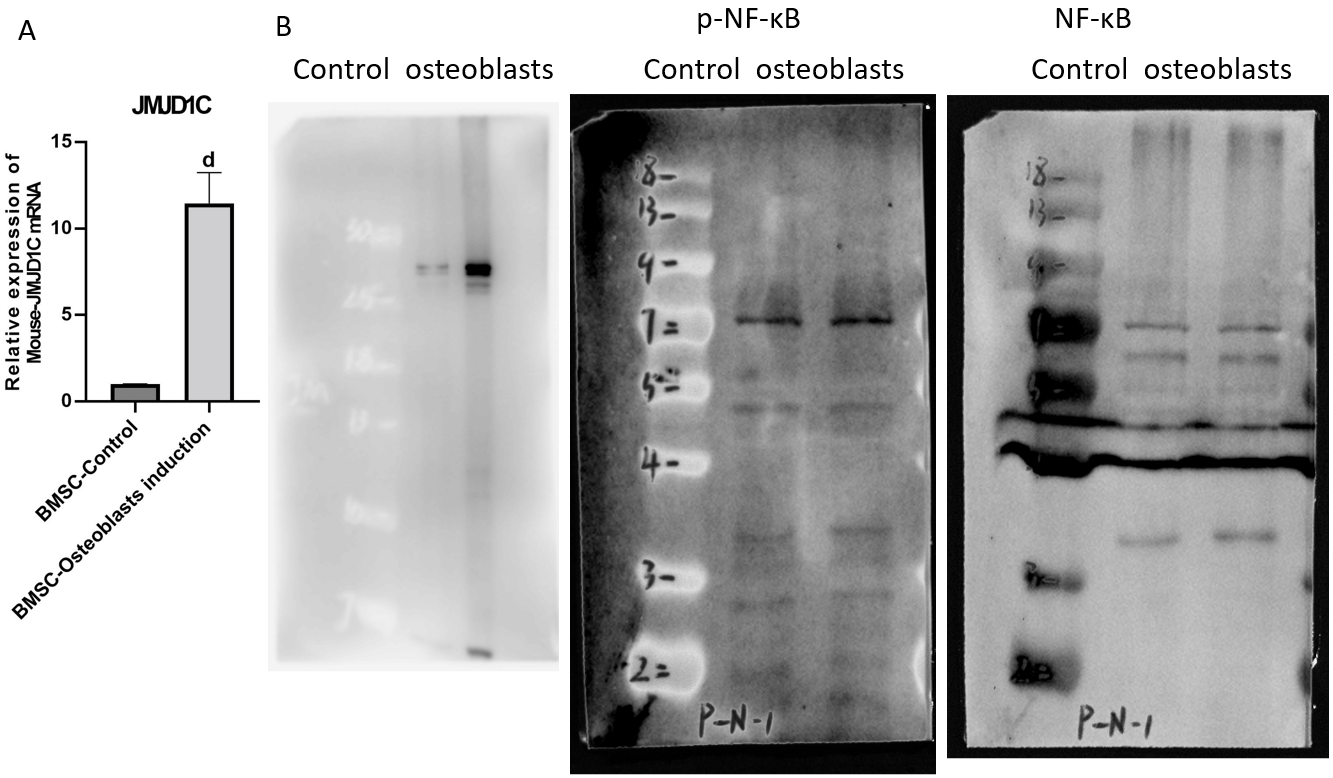 A
JMJD1C
Relative expression of
Mouse-JMJD1C mRNA
15
10
5
0
d
BMSC-Control
BMSC-Osteoblasts induction
B
Control osteoblasts
p-NF-κB
Control osteoblasts
18-
13-
9-
7=
5=
4-
3-
2=
P-N-1
NF-κB
Control osteoblasts
18-
13-
9-
P-N-1